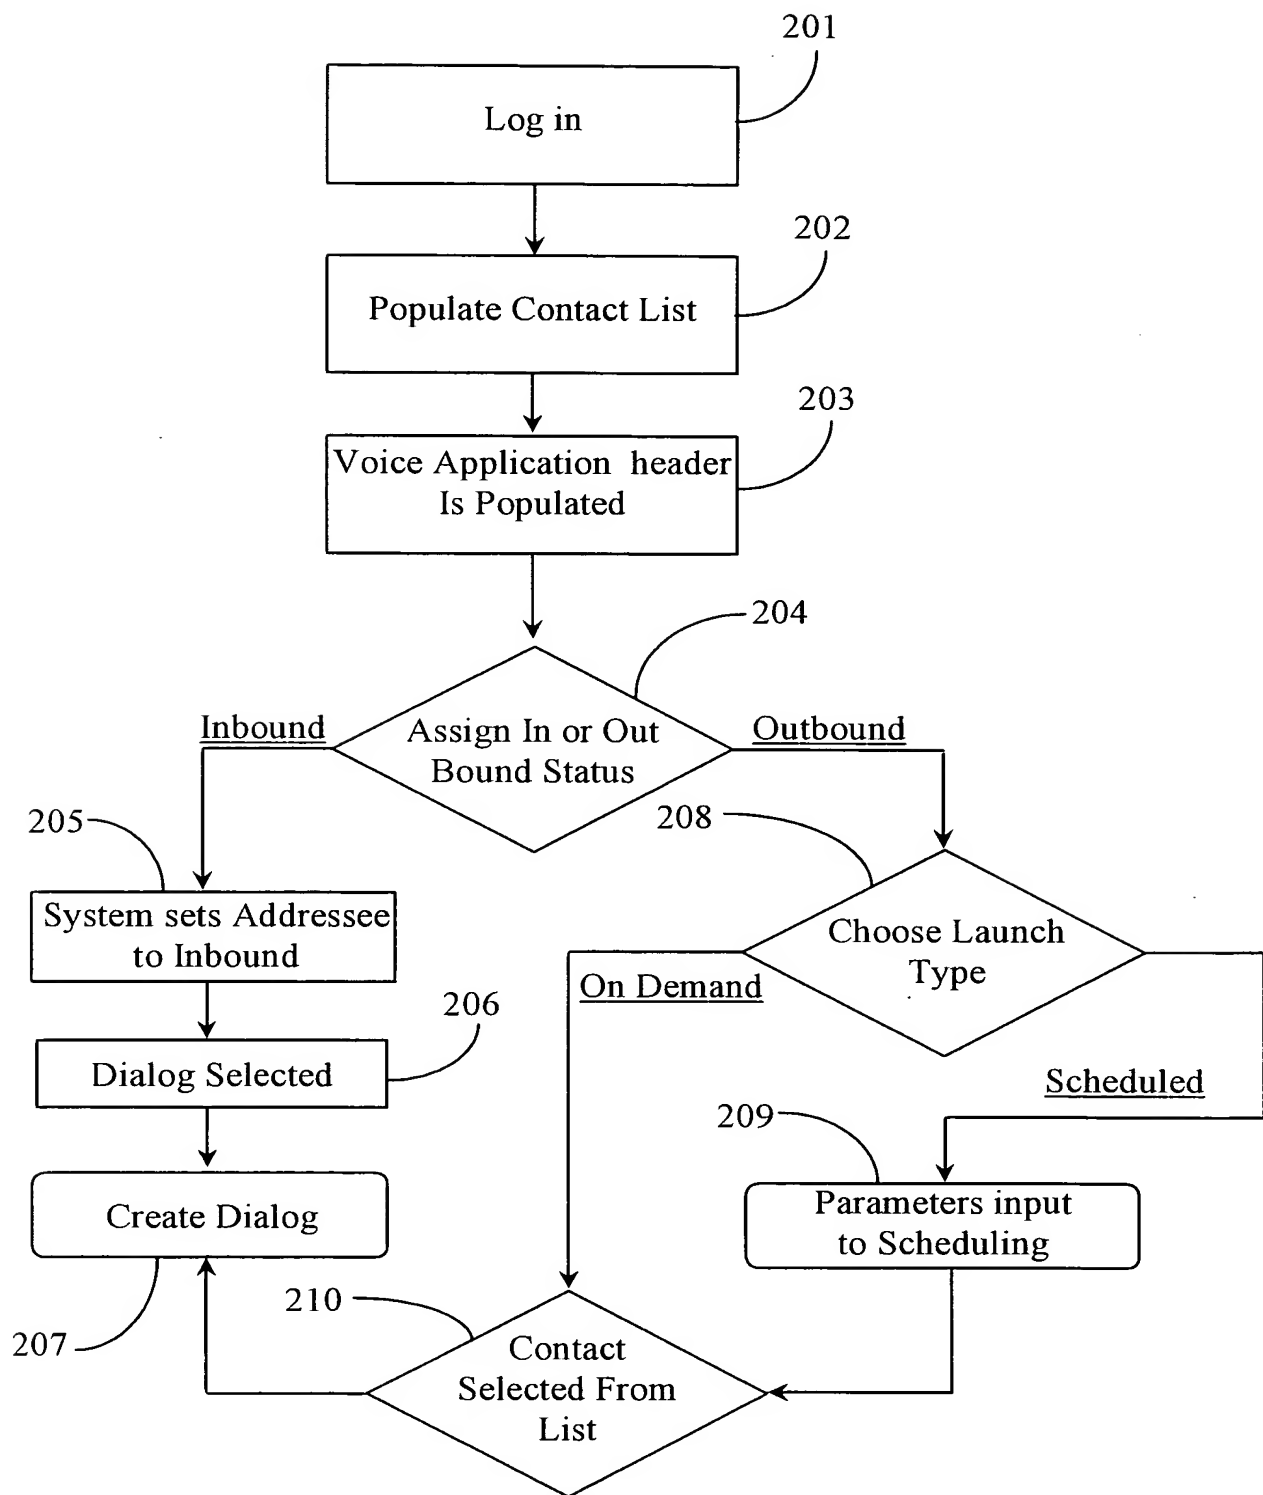 201
Log in
202
Populate Contact List
203
Voice Application header
Is Populated
204
Inbound
Assign In or Out
Bound Status
Outbound
205
208
System sets Addressee
to Inbound
Choose Launch
Type
On Demand
206
Dialog Selected
Scheduled
209
Create Dialog
Parameters input
to Scheduling
210
207
Contact
Selected From
List